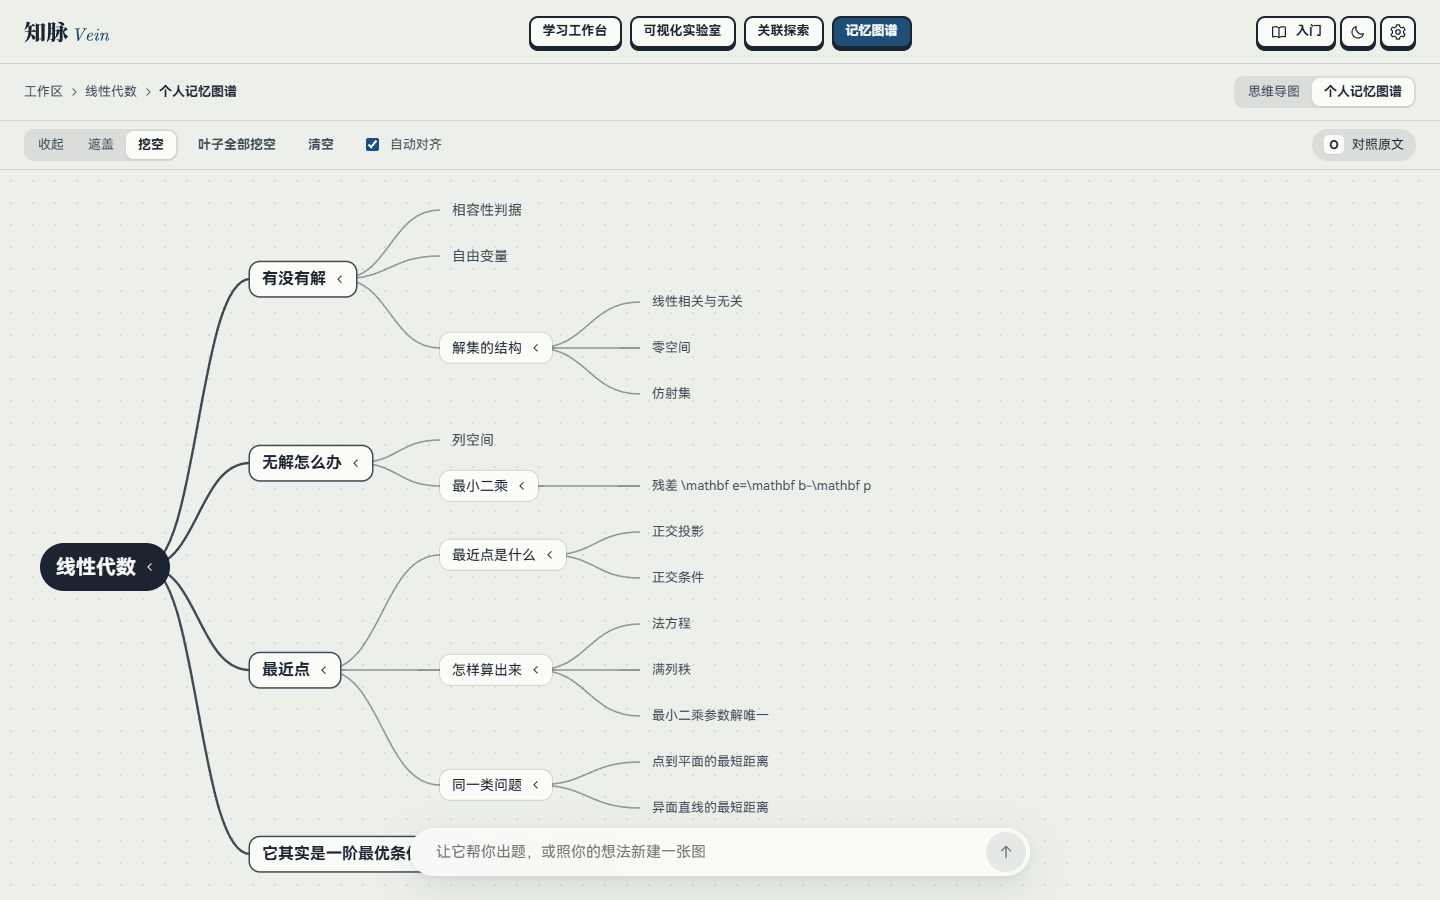 知脉 Vein
学习工作台
可视化实验室
关联探索
记忆图谱
入门
工作区 > 线性代数 > 个人记忆图谱
思维导图
个人记忆图谱
收起
遮盖
挖空
叶子全部挖空
清空
自动对齐
O 对照原文
相容性判据
自由变量
有没有解
线性相关与无关
解集的结构
零空间
仿射集
列空间
无解怎么办
最小二乘
残差 \mathbf e=\mathbf b-\mathbf p
正交投影
最近点是什么
线性代数
正交条件
法方程
最近点
怎样算出来
满列秩
最小二乘参数解唯一
点到平面的最短距离
同一类问题
异面直线的最短距离
它其实是一阶最优条
让它帮你出题，或照你的想法新建一张图